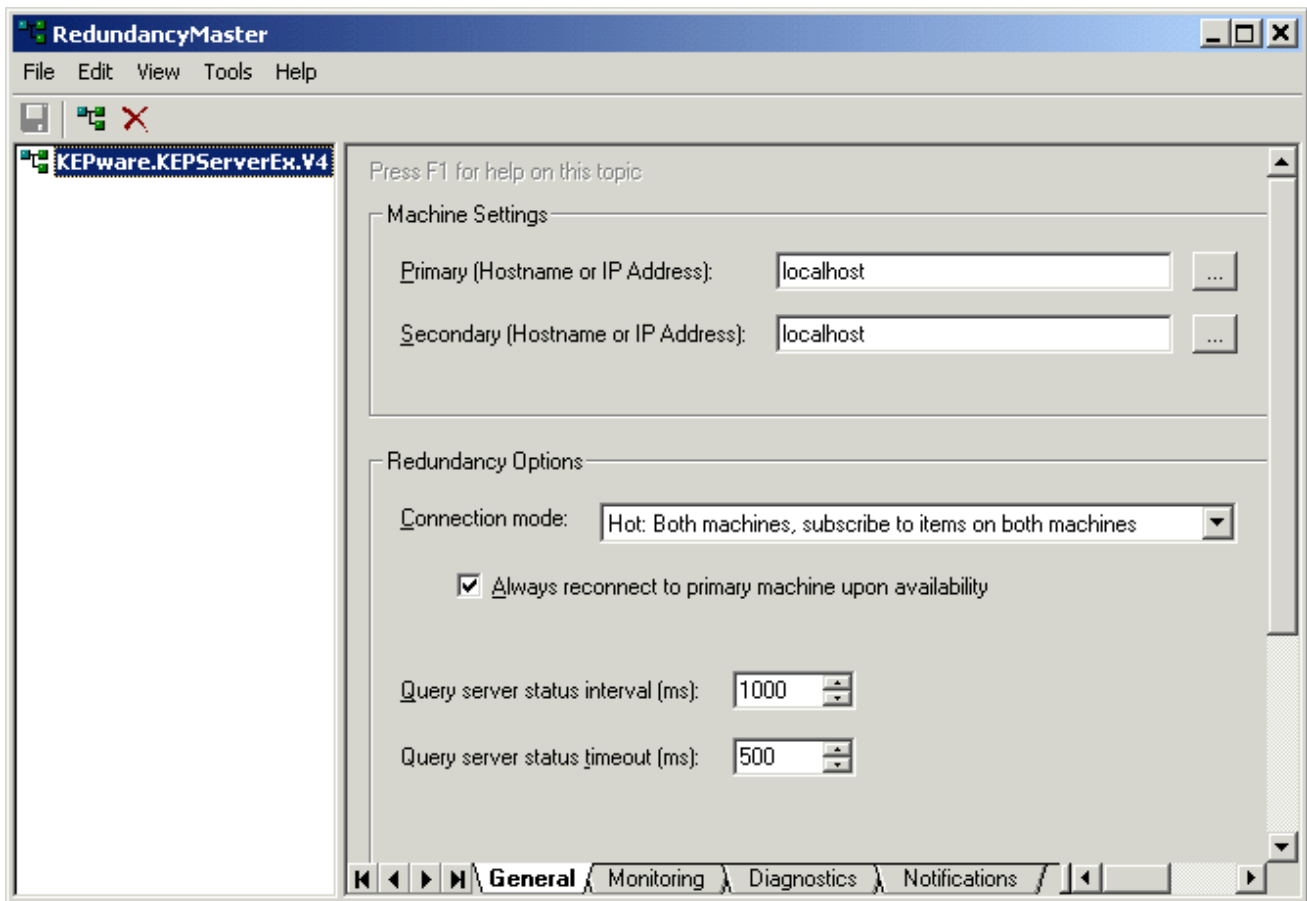 RedundancyMaster
File Edit View Tools Help
KEPware.KEPServerEx.V4
Press F1 for help on this topic
Machine Settings
Primary (Hostname or IP Address): localhost ...
Secondary (Hostname or IP Address): localhost ...
Redundancy Options
Connection mode: Hot: Both machines, subscribe to items on both machines
Always reconnect to primary machine upon availability
Query server status interval (ms): 1000
Query server status timeout (ms): 500
General Monitoring Diagnostics Notifications